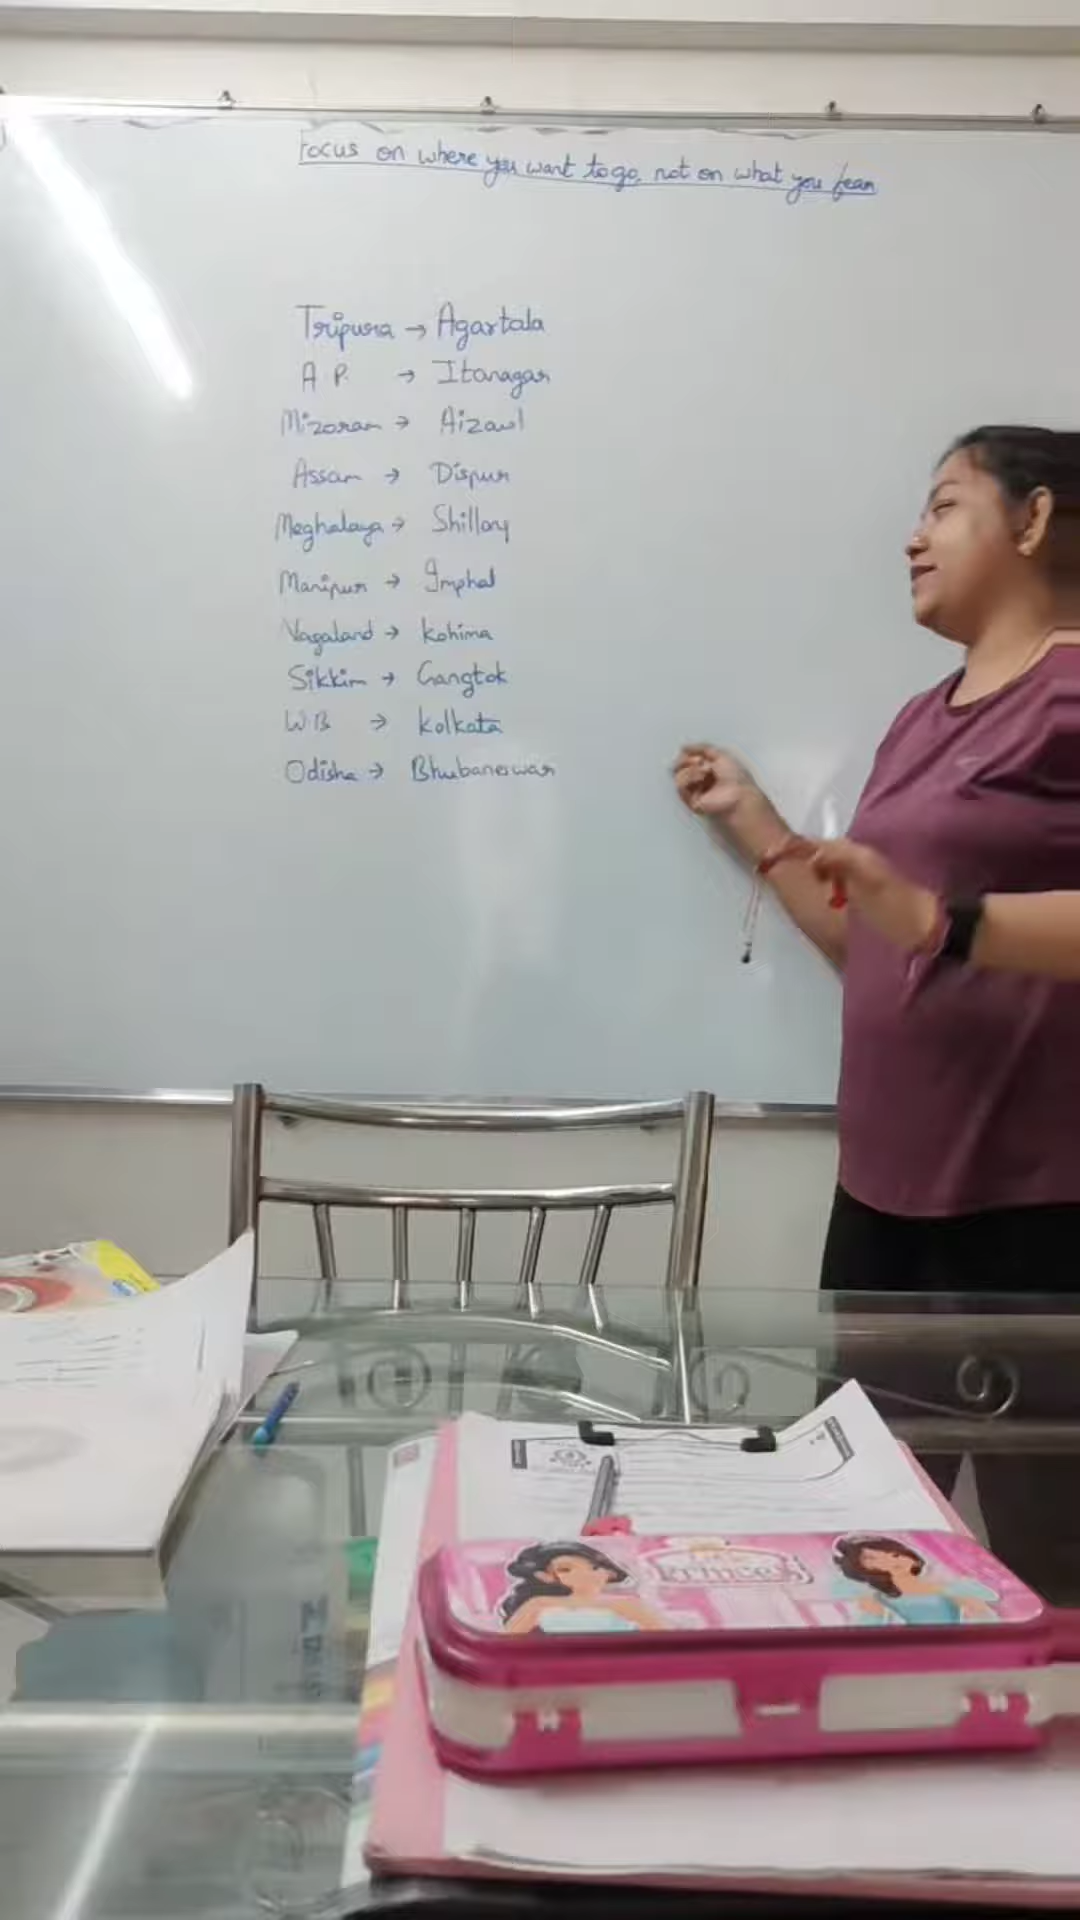 Focus on where you want to go, not on what you fear
Tripura → Agartala
A.P. → Itanagar
Mizoram → Aizawl
Assam → Dispur
Meghalaya → Shillong
Manipur → Imphal
Nagaland → Kohima
Sikkim → Gangtok
W.B → Kolkata
Odisha → Bhubaneswar
Princess